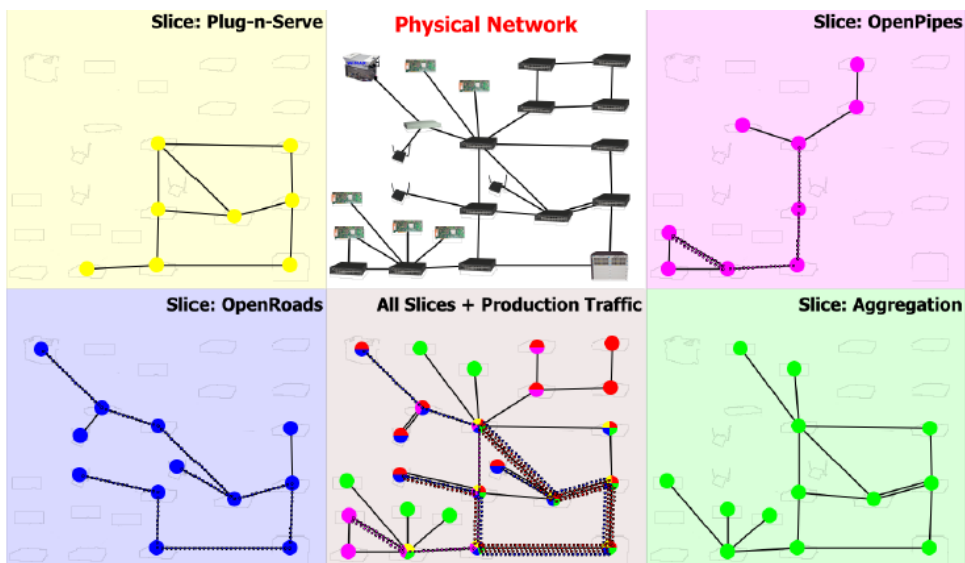 Slice: Plug-n-Serve
Physical Network
Slice: OpenPipes
Slice: OpenRoads
All Slices + Production Traffic
Slice: Aggregation